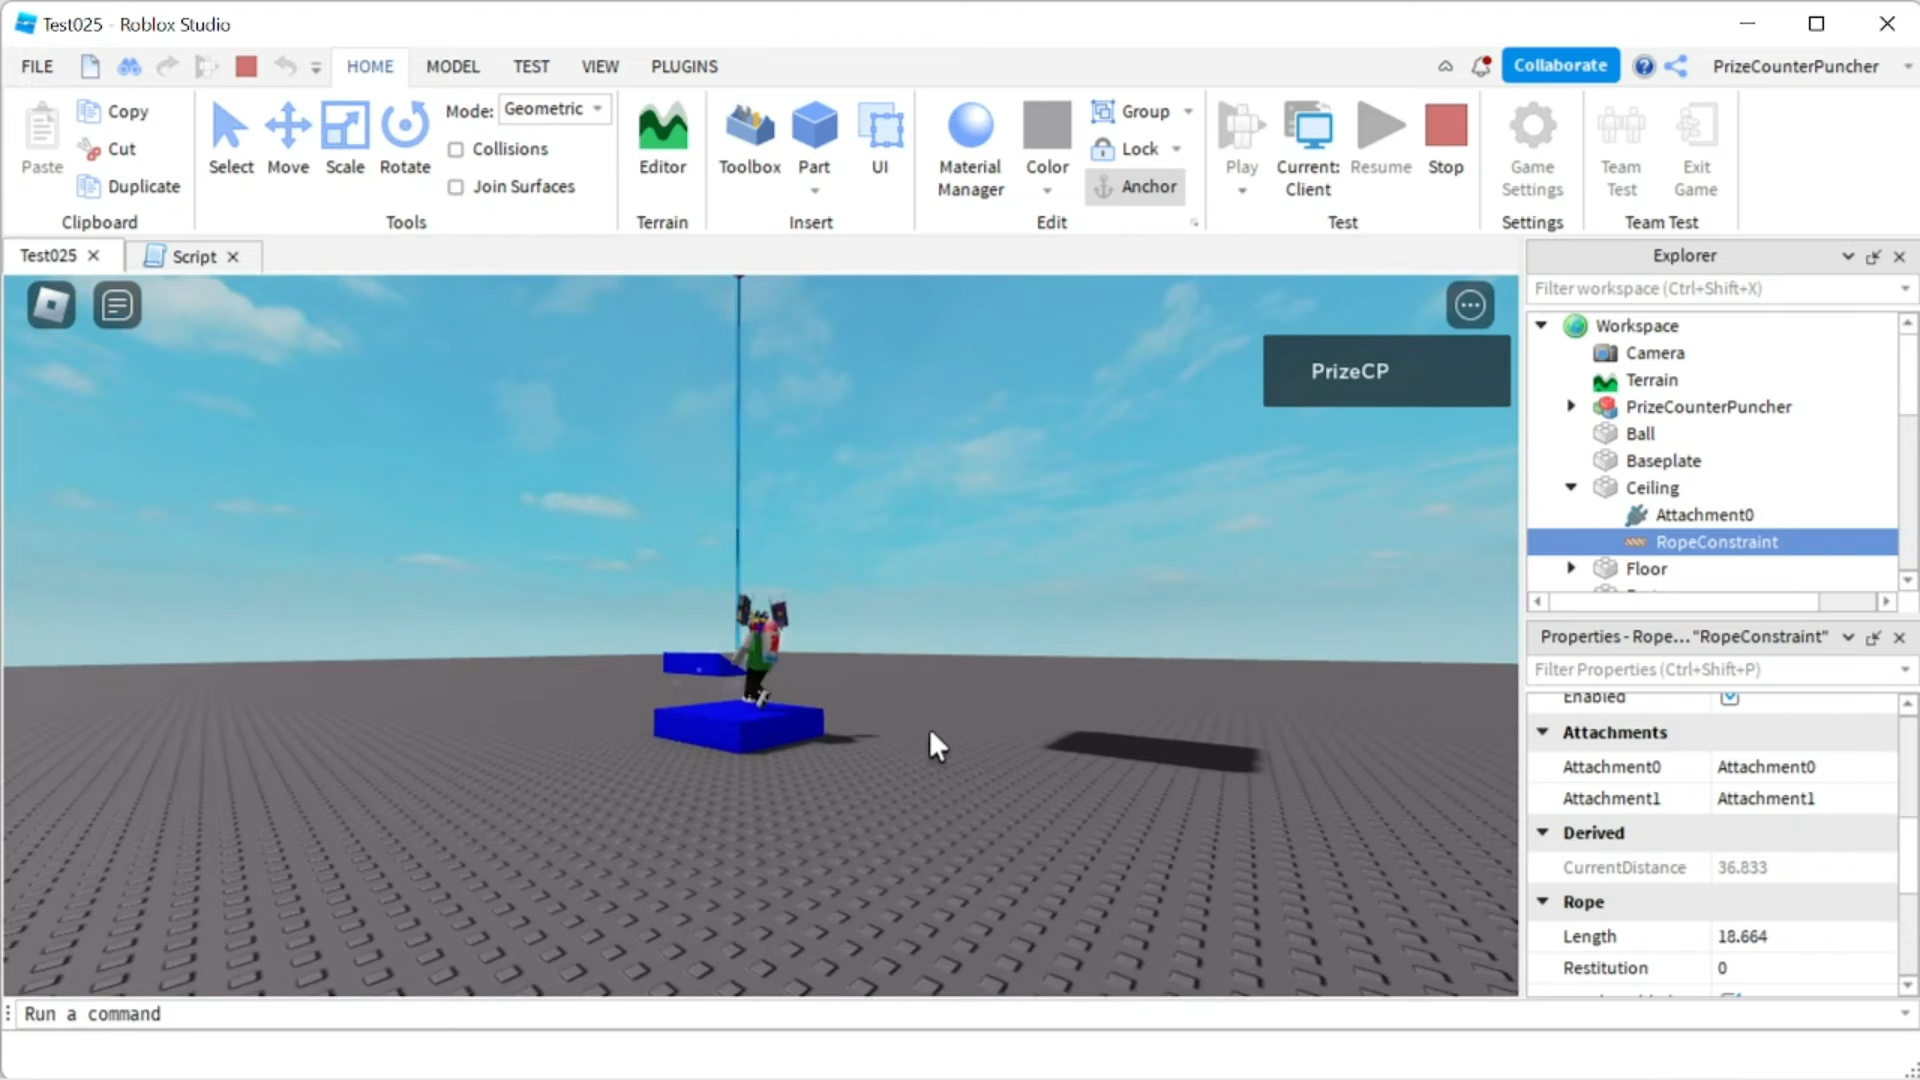 Test025 - Roblox Studio
FILE HOME MODEL TEST VIEW PLUGINS Collaborate PrizeCounterPuncher
Paste Copy Cut Duplicate
Clipboard
Select Move Scale Rotate Mode: Geometric
Collisions
Join Surfaces
Tools
Editor
Terrain
Toolbox Part UI
Insert
Material Manager Color Group Lock Anchor
Edit
Play Current: Client Resume Stop
Test
Game Settings
Settings
Team Test Exit Game
Team Test
Test025 Script
PrizeCP
Explorer
Filter workspace (Ctrl+Shift+X)
Workspace
Camera
Terrain
PrizeCounterPuncher
Ball
Baseplate
Ceiling
Attachment0
RopeConstraint
Floor
Properties - Rope... "RopeConstraint"
Filter Properties (Ctrl+Shift+P)
Enabled
Attachments
Attachment0 Attachment0
Attachment1 Attachment1
Derived
CurrentDistance 36.833
Rope
Length 18.664
Restitution 0
Run a command